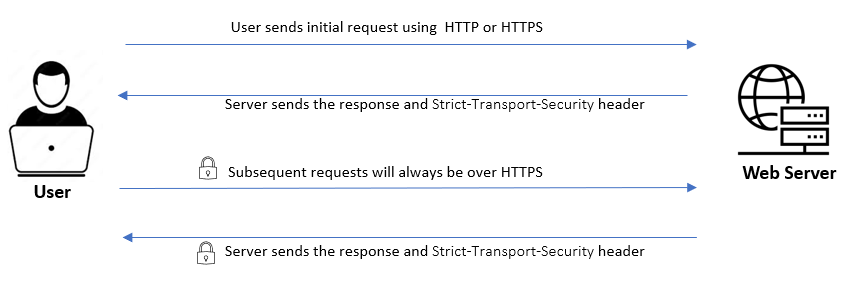 User sends initial request using HTTP or HTTPS
Server sends the response and Strict-Transport-Security header
Subsequent requests will always be over HTTPS
User
Web Server
Server sends the response and Strict-Transport-Security header